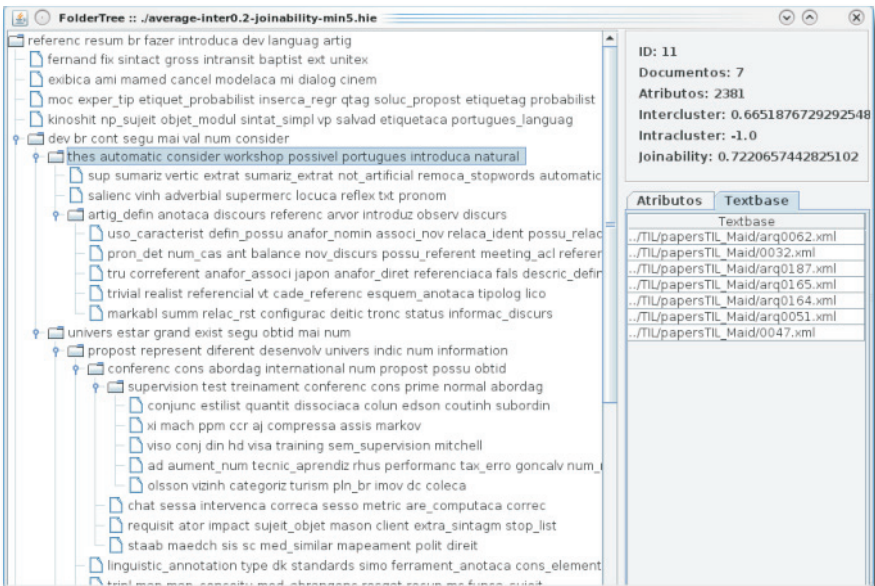 FolderTree :: ./average-inter0.2-joinability-min5.hie
referenc resum br fazer introduca dev languag artig
fernand fix sintact gross intransit baptist ext unitex
exibica ami mamed cancel modelaca mi dialog cinem
moc exper_tip etiquet_probabilist inserca_regr qtag soluc_propost etiquetag probabilist
kinoshit np_sujeit objet_modul sintat_simpl vp salvad etiquetaca portugues_languag
dev br cont segu mai val num consider
thes automatic consider workshop possivel portugues introduca natural
sup sumariz vertic extrat sumariz_extrat not_artificial remoca_stopwords automatic
salienc vinh adverbial supermerc locuca reflex txt pronom
artig_defin anotaca discours referenc arvor introduz observ discurs
uso_caracterist defin_possu anafor_nomin associ_nov relaca_ident possu_relac
pron_det num_cas ant balance nov_discurs possu_referent meeting_acl referer
tru correferent anafor_associ japon anafor_diret referenciaca fals descric_defin
trivial realist referencial vt cade_referenc esquem_anotaca tipolog lico
markabl summ relac_rst configurac deitic tronc status informac_discurs
univers estar grand exist segu obtid mai num
propost represent diferent desenvolv univers indic num information
conferenc cons abordag international num propost possu obtid
supervision test treinament conferenc cons prime normal abordag
conjunc estilist quantit dissociaca colun edson coutinh subordin
xi mach ppm ccr aj compressa assis markov
viso conj din hd visa training sem_supervision mitchell
ad aument_num tecnic_aprendiz rhus performanc tax_erro goncalv num_
olsson vizinh categoriz turism pln_br imov dc coleca
chat sessa intervenca correca sesso metric are_computaca correc
requisit ator impact sujeit_objet mason client extra_sintagm stop_list
staab maedch sis sc med_similar mapeament polit direit
linguistic_annotation type dk standards simo ferrament_anotaca cons_element
ID: 11
Documentos: 7
Atributos: 2381
Intercluster: 0.6651876729292548
Intracluster: -1.0
Joinability: 0.7220657442825102
Atributos Textbase
Textbase
../TIL/papersTIL_Maid/arq0062.xml
../TIL/papersTIL_Maid/0032.xml
../TIL/papersTIL_Maid/arq0187.xml
../TIL/papersTIL_Maid/arq0165.xml
../TIL/papersTIL_Maid/arq0164.xml
../TIL/papersTIL_Maid/arq0051.xml
../TIL/papersTIL_Maid/0047.xml